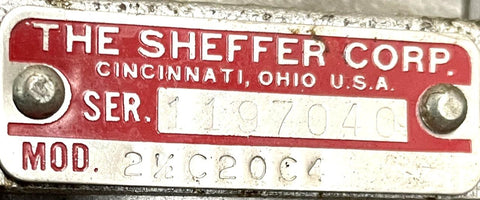 THE SHEFFER CORP.
CINCINNATI, OHIO U.S.A.
SER. 1197040
MOD. 2½C20C4